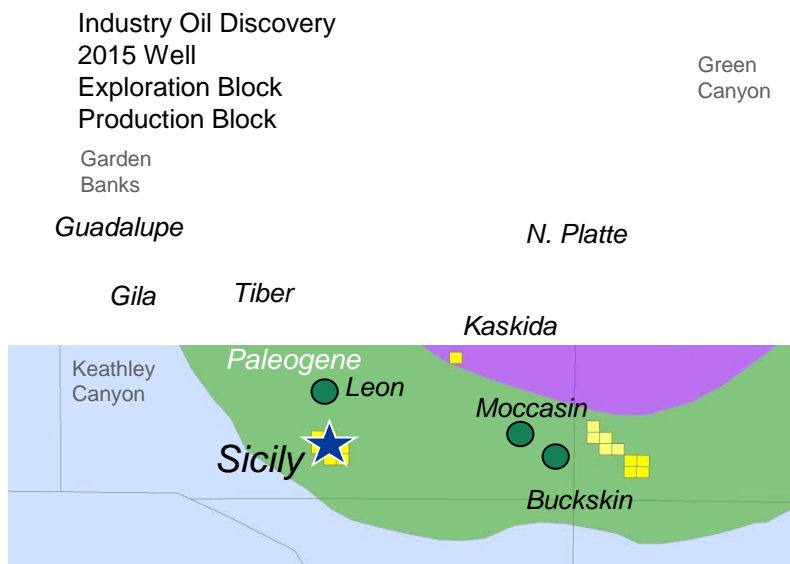 Industry Oil Discovery
2015 Well
Exploration Block
Production Block
Green
Canyon
Garden
Banks
Guadalupe
N. Platte
Gila
Tiber
Kaskida
Paleogene
Keathley
Canyon
Leon
Moccasin
Sicily
Buckskin